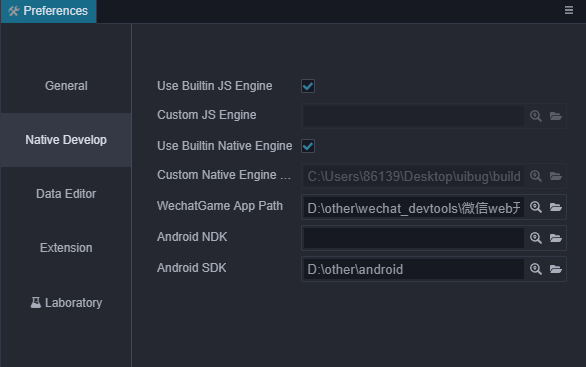 Preferences
General
Native Develop
Data Editor
Extension
Laboratory
Use Builtin JS Engine
Custom JS Engine
Use Builtin Native Engine
Custom Native Engine ...
C:\Users\86139\Desktop\uibug\build
WechatGame App Path
D:\other\wechat_devtools\微信web
Android NDK
Android SDK
D:\other\android